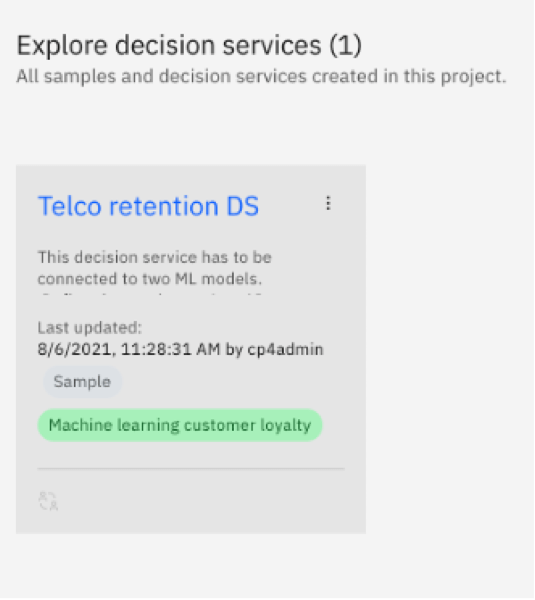 Explore decision services (1)
All samples and decision services created in this project.
Telco retention DS
This decision service has to be
connected to two ML models.
Last updated:
8/6/2021, 11:28:31 AM by cp4admin
Sample
Machine learning customer loyalty